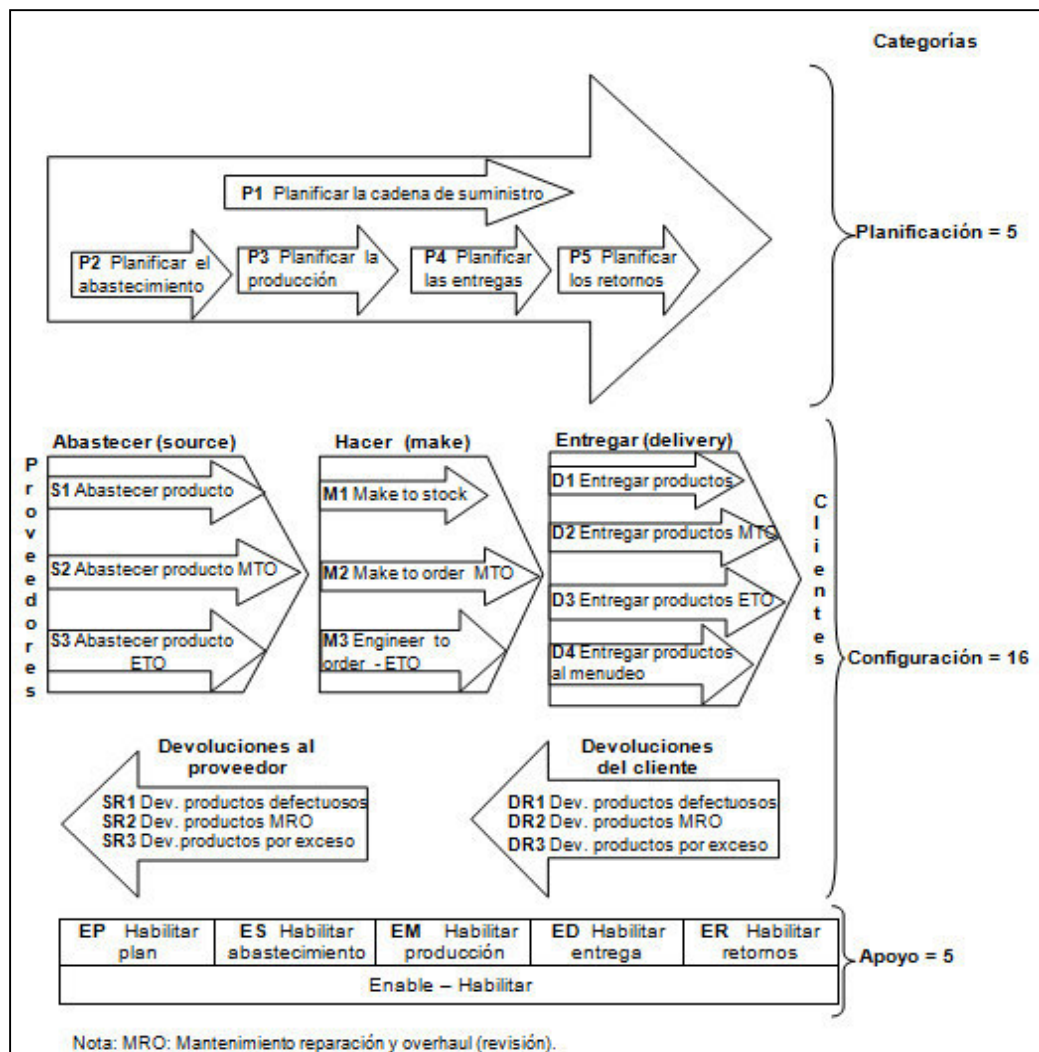 Categorías
P1 Planificar la cadena de suministro
P2 Planificar el
abastecimiento
P3 Planificar la
producción
P4 Planificar
las entregas
P5 Planificar
los retornos
Planificación = 5
Abastecer (source)
Hacer (make)
Entregar (delivery)
Proveedores
S1 Abastecer producto
S2 Abastecer producto MTO
S3 Abastecer producto
ETO
M1 Make to stock
M2 Make to order MTO
M3 Engineer to
order - ETO
D1 Entregar productos
D2 Entregar productos MTO
D3 Entregar productos ETO
D4 Entregar productos
al menudeo
Clientes
Configuración = 16
Devoluciones al
proveedor
SR1 Dev. productos defectuosos
SR2 Dev. productos MRO
SR3 Dev.productos por exceso
Devoluciones
del cliente
DR1 Dev. productos defectuosos
DR2 Dev. productos MRO
DR3 Dev. productos por exceso
EP Habilitar
plan
ES Habilitar
abastecimiento
EM Habilitar
producción
ED Habilitar
entrega
ER Habilitar
retornos
Enable – Habilitar
Apoyo = 5
Nota: MRO: Mantenimiento reparación y overhaul (revisión).